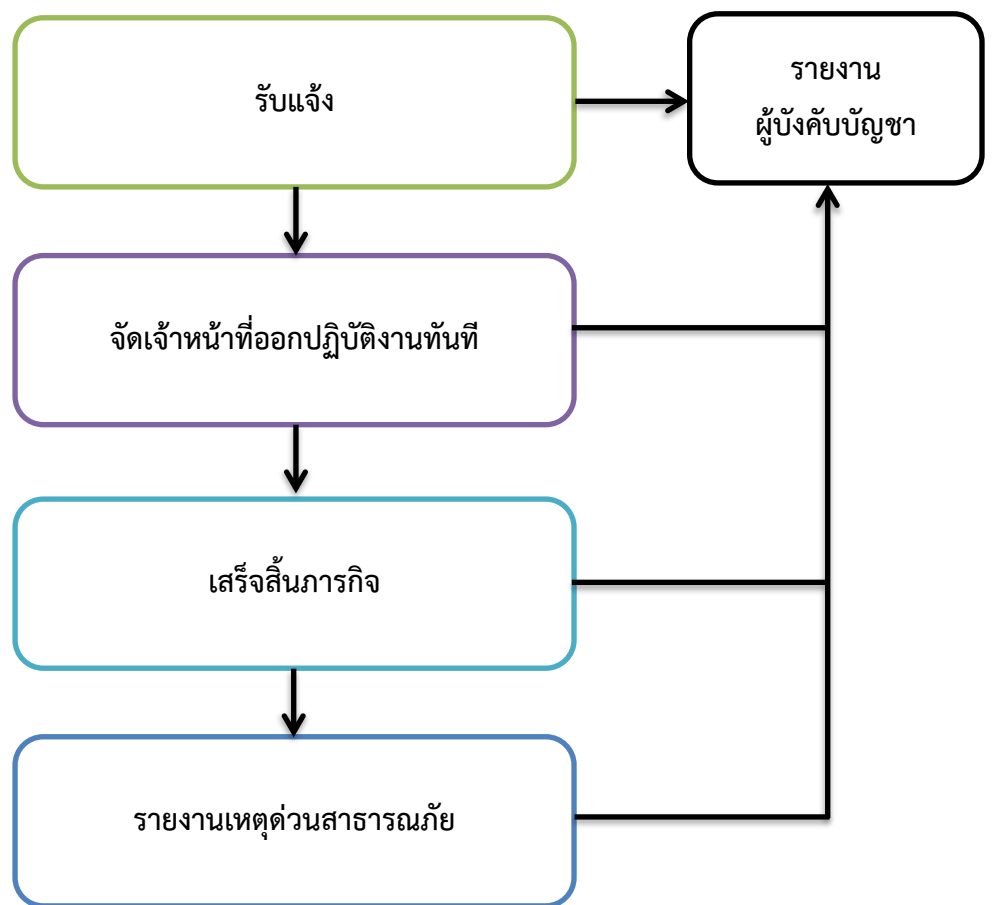 รับแจ้ง
รายงาน
ผู้บังคับบัญชา
จัดเจ้าหน้าที่ออกปฏิบัติงานทันที
เสร็จสิ้นภารกิจ
รายงานเหตุด่วนสาธารณภัย